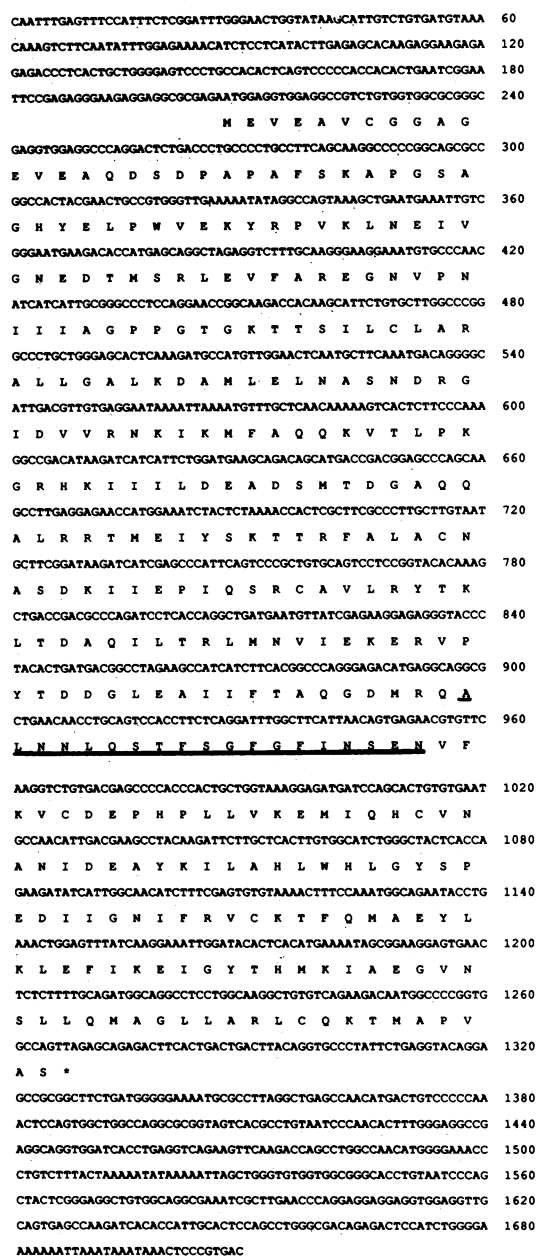 CAATTTGAGTTTCCATTTCTCGGATTTGGGAACTGGTATAAGCATTGTCTGTGATGTAAA 60
CAAAGTCTTCAATATTTGGAGAAAACATCTCCTCATACTTGAGAGCACAAGAGGAAGAGA 120
GAGACCCTCACTGCTGGGGAGTCCCTGCCACACTCAGTCCCCCACCACACTGAATCGGAA 180
TTCCGAGAGGGAAGAGGAGGCGCGAGAATGGAGGTGGAGGCCGTCTGTGGTGGCGCGGGC 240
M E V E A V C G G A G
GAGGTGGAGGCCCAGGACTCTGACCCTGCCCCTGCCTTCAGCAAGGCCCCCGGCAGCGCC 300
E V E A Q D S D P A P A F S K A P G S A
GGCCACTACGAACTGCCGTGGGTTGAAAAATATAGGCCAGTAAAGCTGAATGAAATTGTC 360
G H Y E L P W V E K Y R P V K L N E I V
GGGAATGAAGACACCATGAGCAGGCTAGAGGTCTTTGCAAGGGAAGGAAATGTGCCCAAC 420
G N E D T M S R L E V F A R E G N V P N
ATCATCATTGCGGGCCCTCCAGGAACCGGCAAGACCACAAGCATTCTGTGCTTGGCCCGG 480
I I I A G P P G T G K T T S I L C L A R
GCCCTGCTGGGAGCACTCAAAGATGCCATGTTGGAACTCAATGCTTCAAATGACAGGGGC 540
A L L G A L K D A M L E L N A S N D R G
ATTGACGTTGTGAGGAATAAAATTAAAATGTTTGCTCAACAAAAAGTCACTCTTCCCAAA 600
I D V V R N K I K M F A Q Q K V T L P K
GGCCGACATAAGATCATCATTCTGGATGAAGCAGACAGCATGACCGACGGAGCCCAGCAA 660
G R H K I I I L D E A D S M T D G A Q Q
GCCTTGAGGAGAACCATGGAAATCTACTCTAAAACCACTCGCTTCGCCCTTGCTTGTAAT 720
A L R R T M E I Y S K T T R F A L A C N
GCTTCGGATAAGATCATCGAGCCCATTCAGTCCCGCTGTGCAGTCCTCCGGTACACAAAG 780
A S D K I I E P I Q S R C A V L R Y T K
CTGACCGACGCCCAGATCCTCACCAGGCTGATGAATGTTATCGAGAAGGAGAGGGTACCC 840
L T D A Q I L T R L M N V I E K E R V P
TACACTGATGACGGCCTAGAAGCCATCATCTTCACGGCCCAGGGAGACATGAGGCAGGCG 900
Y T D D G L E A I I F T A Q G D M R Q A
CTGAACAACCTGCAGTCCACCTTCTCAGGATTTGGCTTCATTAACAGTGAGAACGTGTTC 960
L N N L Q S T F S G F G F I N S E N V F
AAGGTCTGTGACGAGCCCCACCCACTGCTGGTAAAGGAGATGATCCAGCACTGTGTGAAT 1020
K V C D E P H P L L V K E M I Q H C V N
GCCAACATTGACGAAGCCTACAAGATTCTTGCTCACTTGTGGCATCTGGGCTACTCACCA 1080
A N I D E A Y K I L A H L W H L G Y S P
GAAGATATCATTGGCAACATCTTTCGAGTGTGTAAAACTTTCCAAATGGCAGAATACCTG 1140
E D I I G N I F R V C K T F Q M A E Y L
AAACTGGAGTTTATCAAGGAAATTGGATACACTCACATGAAAATAGCGGAAGGAGTGAAC 1200
K L E F I K E I G Y T H M K I A E G V N
TCTCTTTTGCAGATGGCAGGCCTCCTGGCAAGGCTGTGTCAGAAGACAATGGCCCCGGTG 1260
S L L Q M A G L L A R L C Q K T M A P V
GCCAGTTAGAGCAGAGACTTCACTGACTGACTTACAGGTGCCCTATTCTGAGGTACAGGA 1320
A S *
GCCGCGGCTTCTGATGGGGGAAAATGCGCCTTAGGCTGAGCCAACATGACTGTCCCCCAA 1380
ACTCCAGTGGCTGGCCAGGCGCGGTAGTCACGCCTGTAATCCCAACACTTTGGGAGGCCG 1440
AGGCAGGTGGATCACCTGAGGTCAGAAGTTCAAGACCAGCCTGGCCAACATGGGGAAACC 1500
CTGTCTTTACTAAAAATATAAAAATTAGCTGGGTGTGGTGGCGGGCACCTGTAATCCCAG 1560
CTACTCGGGAGGCTGTGGCAGGCGAAATCGCTTGAACCCAGGAGGAGGAGGTGGAGGTTG 1620
CAGTGAGCCAAGATCACACCATTGCACTCCAGCCTGGGCGACAGAGACTCCATCTGGGGA 1680
AAAAAATTAAATAAATAAACTCCCGTGAC